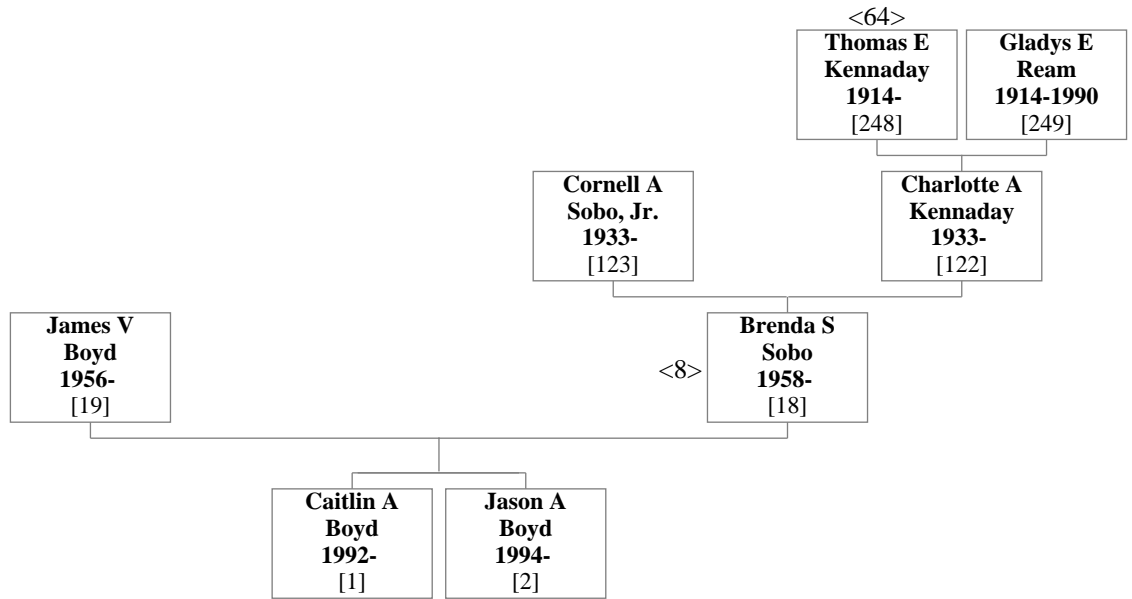 <64>
Thomas E
Kennaday
1914-
[248]
Gladys E
Ream
1914-1990
[249]
Cornell A
Sobo, Jr.
1933-
[123]
Charlotte A
Kennaday
1933-
[122]
James V
Boyd
1956-
[19]
<8>
Brenda S
Sobo
1958-
[18]
Caitlin A
Boyd
1992-
[1]
Jason A
Boyd
1994-
[2]